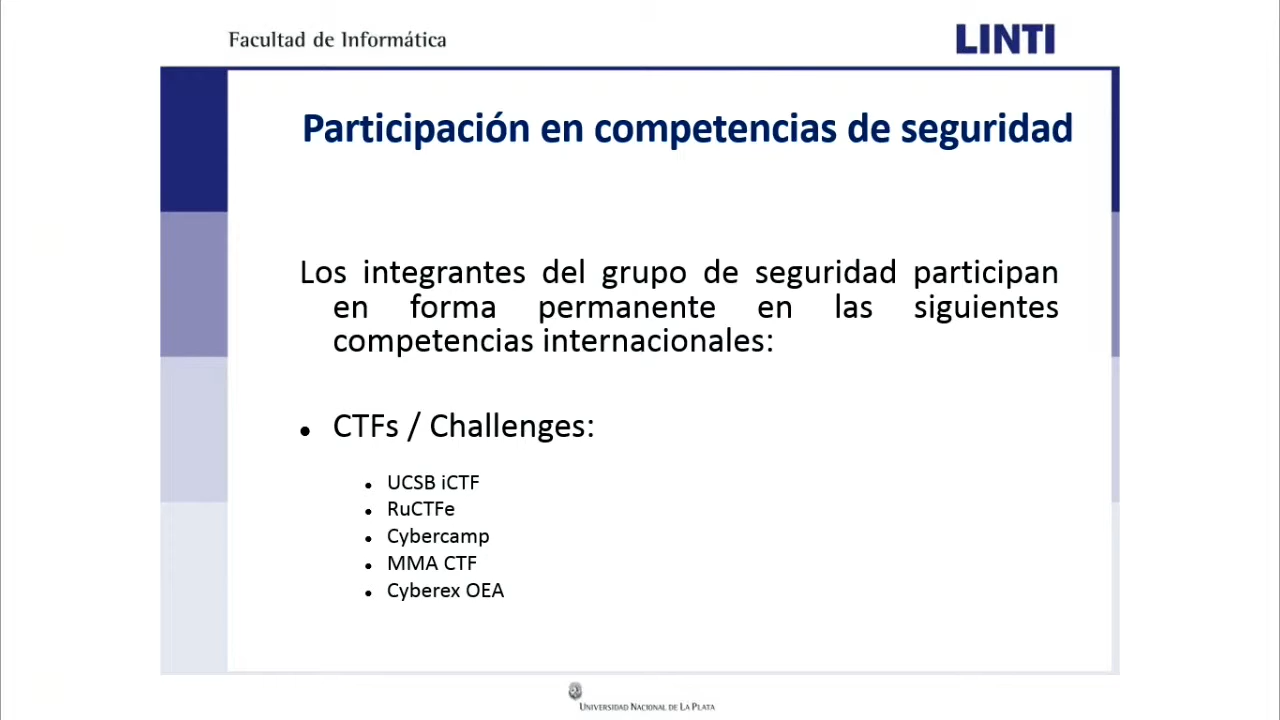 Facultad de Informática
LINTI
Participación en competencias de seguridad
Los integrantes del grupo de seguridad participan
en forma permanente en las siguientes
competencias internacionales:
• CTFs / Challenges:
• UCSB iCTF
• RuCTFe
• Cybercamp
• MMA CTF
• Cyberex OEA
UNIVERSIDAD NACIONAL DE LA PLATA